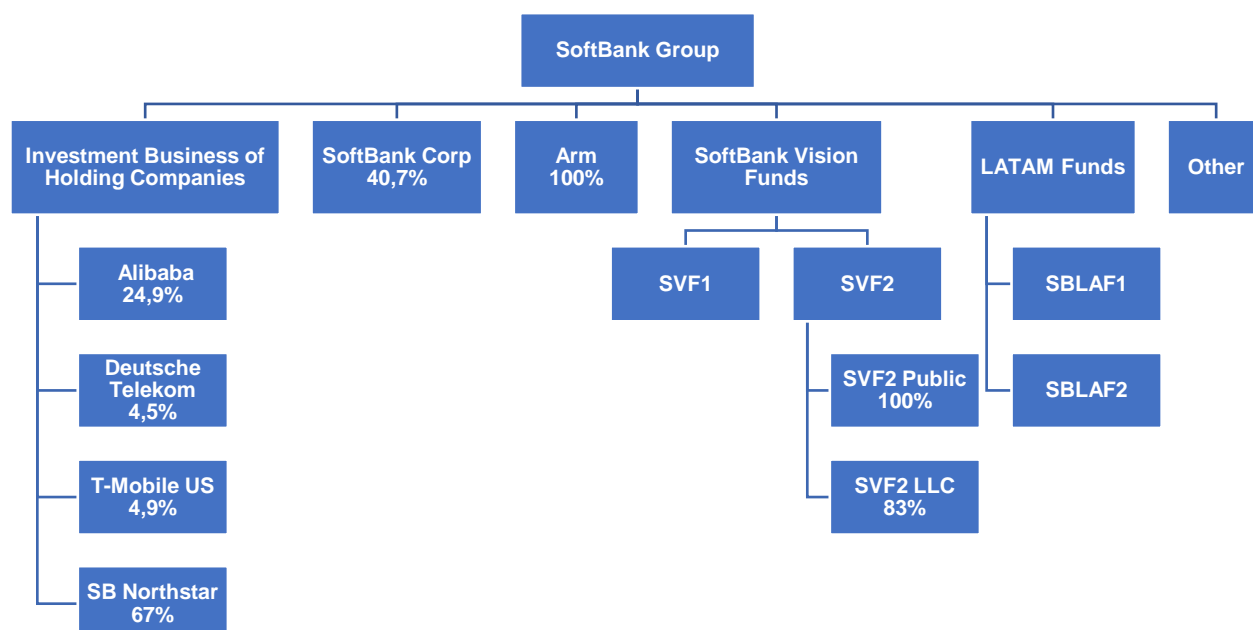 SoftBank Group
Investment Business of
Holding Companies
SoftBank Corp
40,7%
Arm
100%
SoftBank Vision
Funds
LATAM Funds
Other
Alibaba
24,9%
Deutsche
Telekom
4,5%
T-Mobile US
4,9%
SB Northstar
67%
SVF1
SVF2
SVF2 Public
100%
SVF2 LLC
83%
SBLAF1
SBLAF2